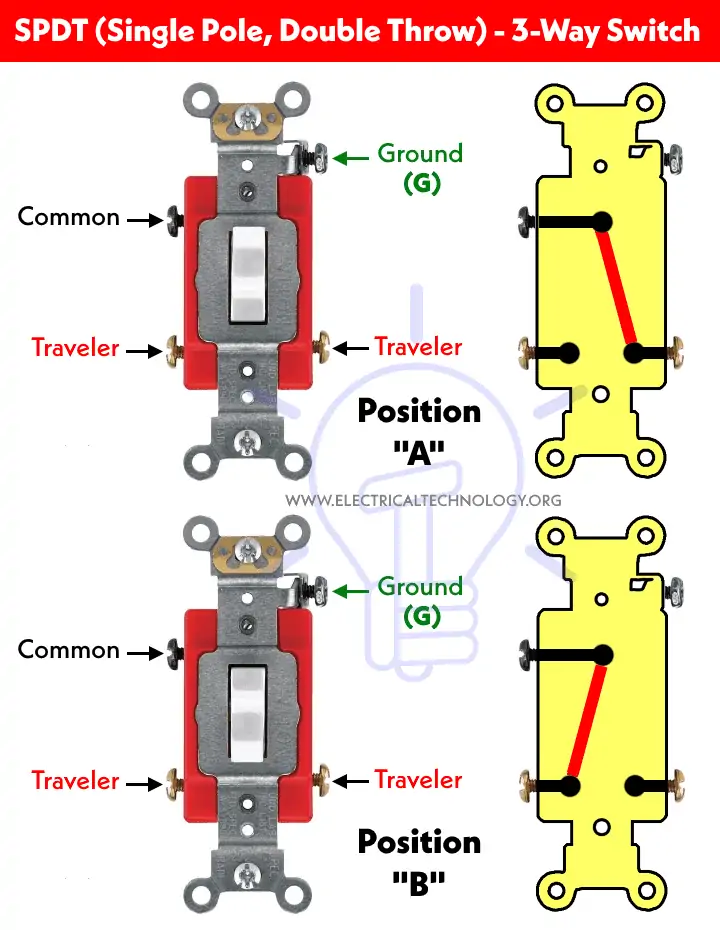 SPDT (Single Pole, Double Throw) - 3-Way Switch
Ground
(G)
Common
Traveler
Traveler
Position
"A"
WWW.ELECTRICALTECHNOLOGY.ORG
Ground
(G)
Common
Traveler
Traveler
Position
"B"